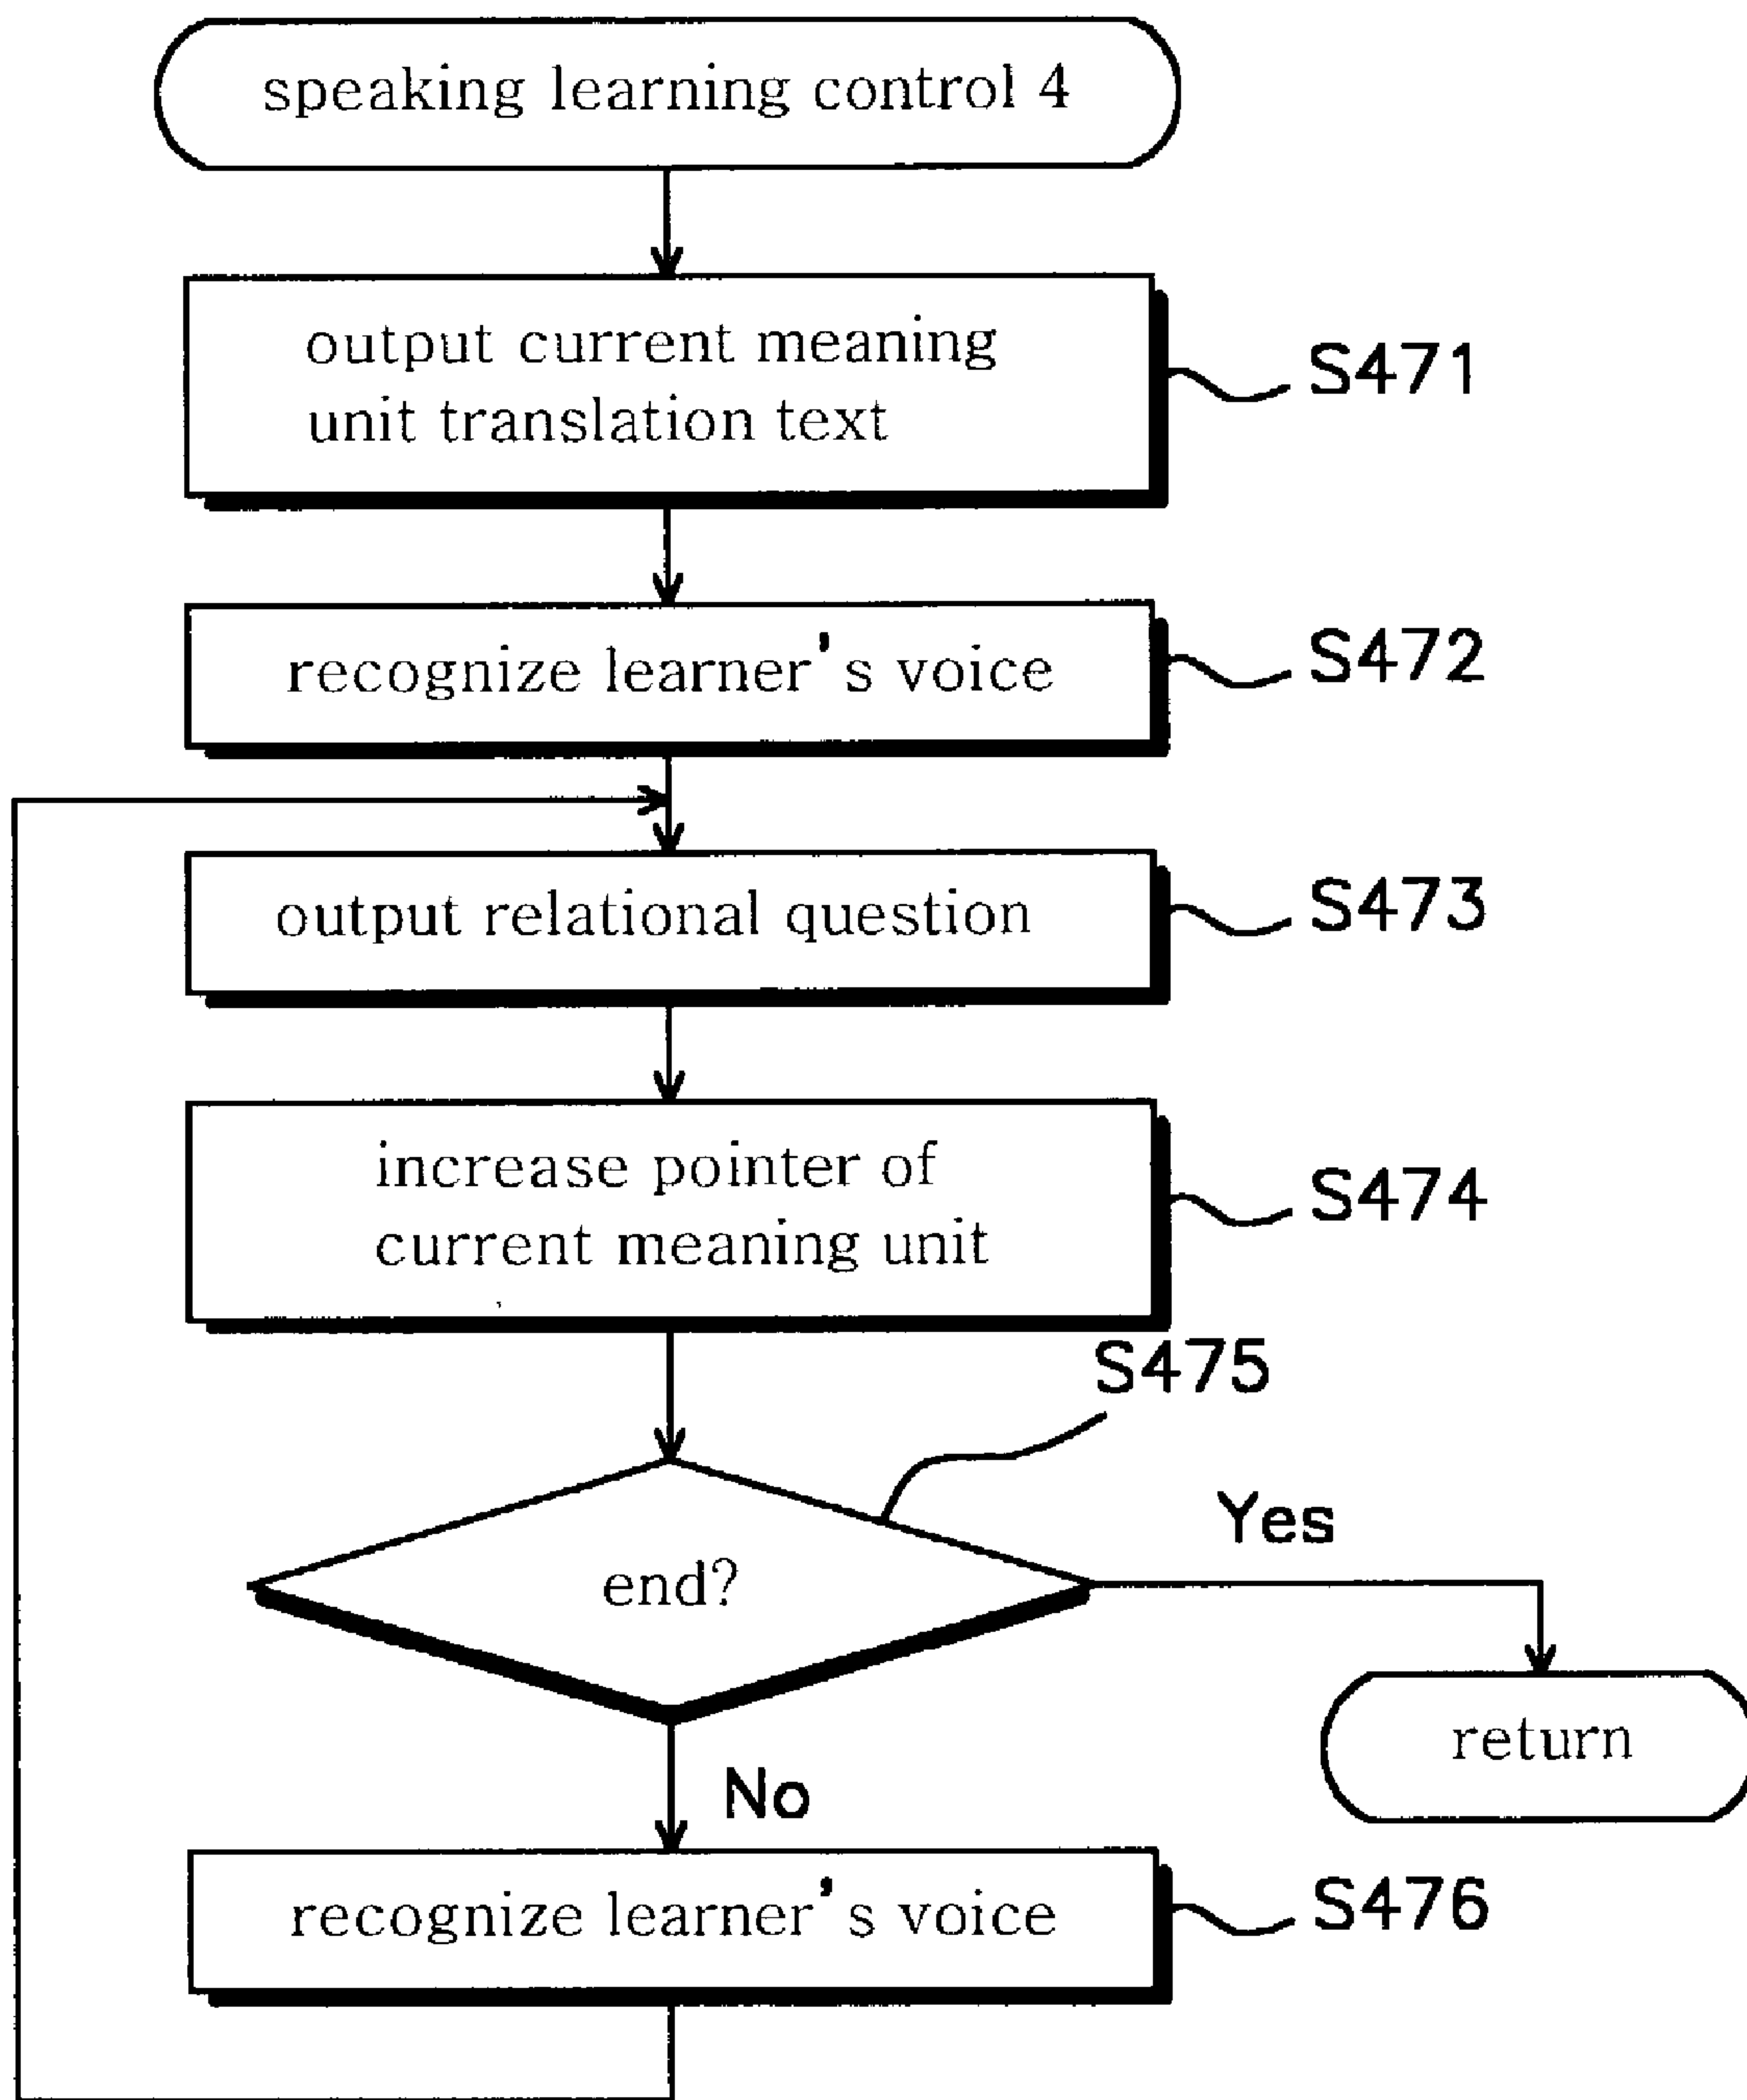 speaking learning control 4
output current meaning
unit translation text
S471
recognize learner's voice
S472
output relational question
S473
increase pointer of
current meaning unit
S474
S475
end?
Yes
return
No
recognize learner's voice
S476